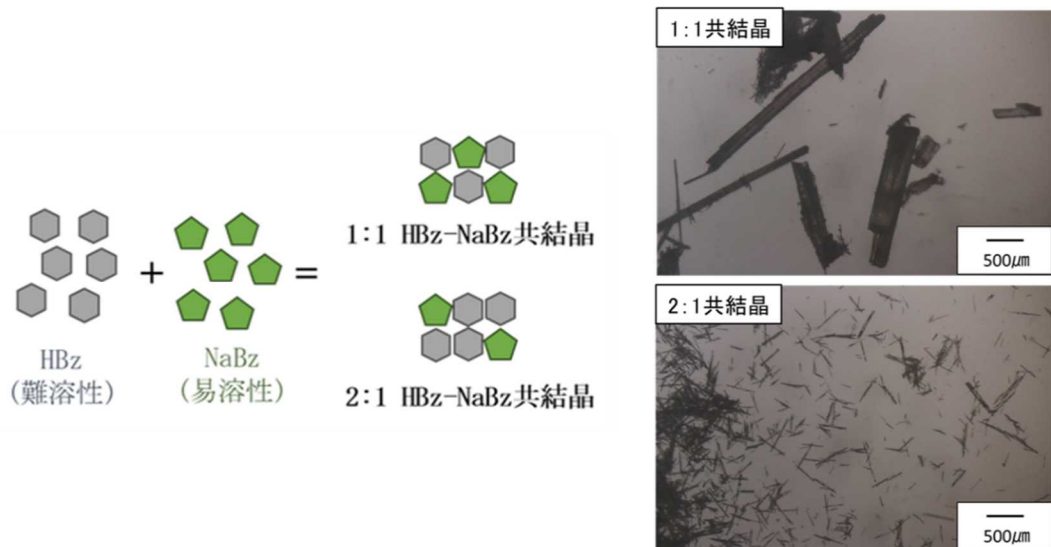 HBz
(難溶性)
+
NaBz
(易溶性)
=
1:1 HBz-NaBz共結晶
2:1 HBz-NaBz共結晶
1:1共結晶
500㎛
2:1共結晶
500㎛